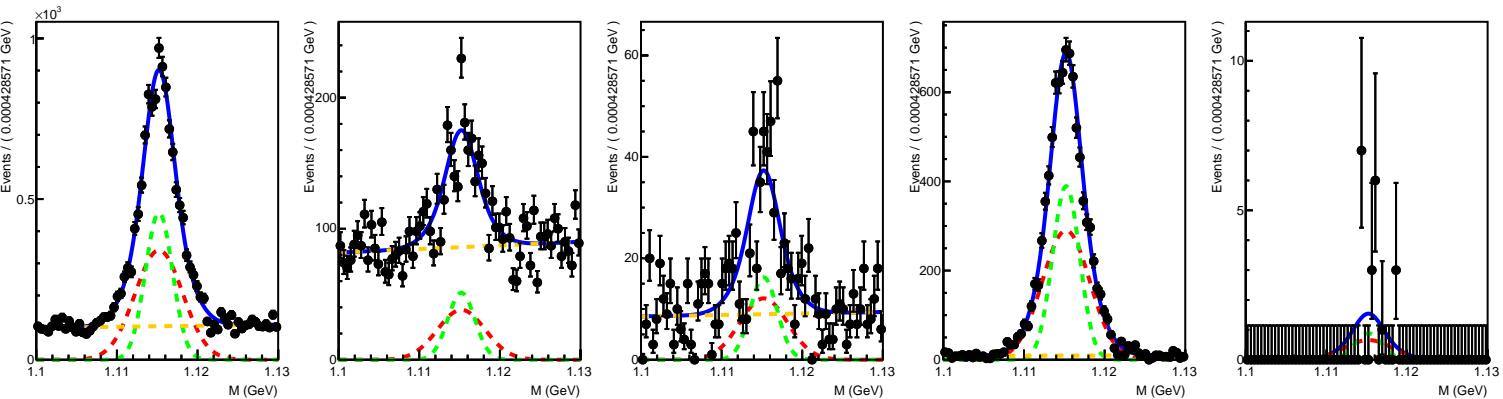 ×10³
Events / ( 0.000428571 GeV )
1
0.5
0
1.1 1.11 1.12 1.13
M (GeV)
Events / ( 0.000428571 GeV )
200
100
0
1.1 1.11 1.12 1.13
M (GeV)
Events / ( 0.000428571 GeV )
60
40
20
0
1.1 1.11 1.12 1.13
M (GeV)
Events / ( 0.000428571 GeV )
600
400
200
0
1.1 1.11 1.12 1.13
M (GeV)
Events / ( 0.000428571 GeV )
10
5
0
1.1 1.11 1.12 1.13
M (GeV)